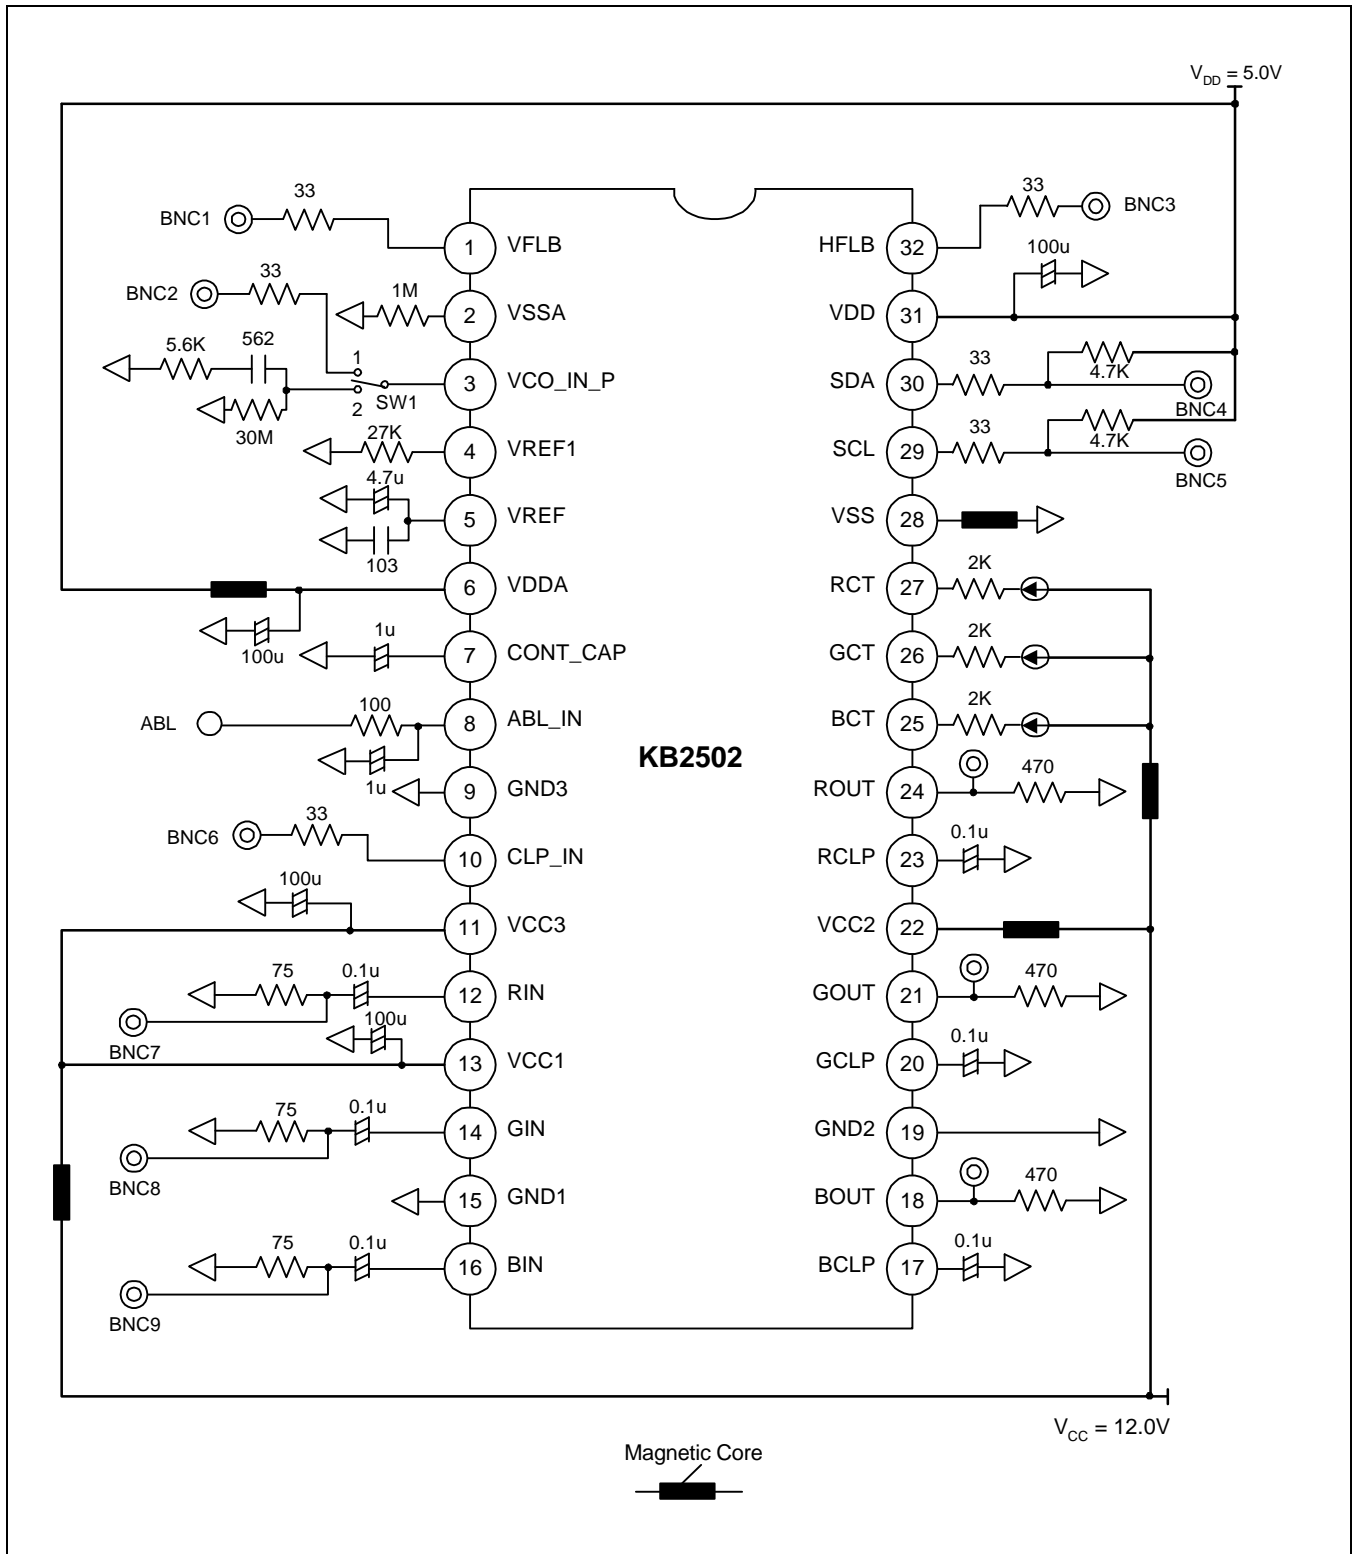 V_DD = 5.0V
33
BNC1
1
VFLB
HFLB
32
33
BNC3
100u
33
BNC2
1M
2
VSSA
VDD
31
5.6K
562
1
2
SW1
30M
3
VCO_IN_P
SDA
30
33
4.7K
BNC4
27K
4
VREF1
SCL
29
33
4.7K
BNC5
4.7u
103
5
VREF
VSS
28
6
VDDA
100u
RCT
27
2K
1u
7
CONT_CAP
GCT
26
2K
ABL
100
1u
8
ABL_IN
BCT
25
2K
KB2502
9
GND3
ROUT
24
470
BNC6
33
10
CLP_IN
RCLP
23
0.1u
100u
11
VCC3
VCC2
22
75
0.1u
BNC7
12
RIN
GOUT
21
470
100u
13
VCC1
GCLP
20
0.1u
75
0.1u
BNC8
14
GIN
GND2
19
15
GND1
BOUT
18
470
75
0.1u
BNC9
16
BIN
BCLP
17
0.1u
V_CC = 12.0V
Magnetic Core